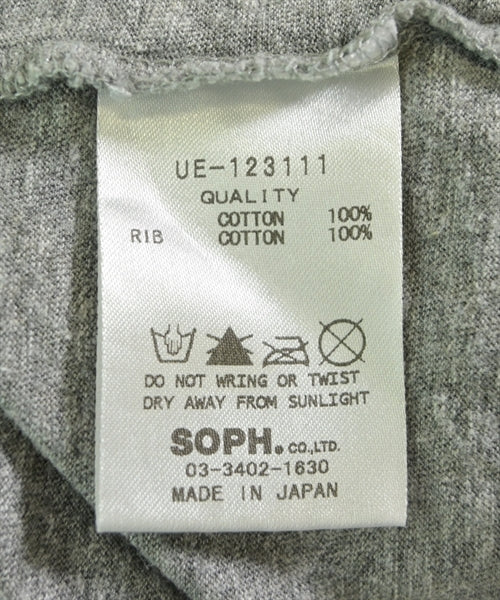 UE-123111
QUALITY
COTTON 100%
RIB COTTON 100%
DO NOT WRING OR TWIST
DRY AWAY FROM SUNLIGHT
SOPH. CO.,LTD.
03-3402-1630
MADE IN JAPAN